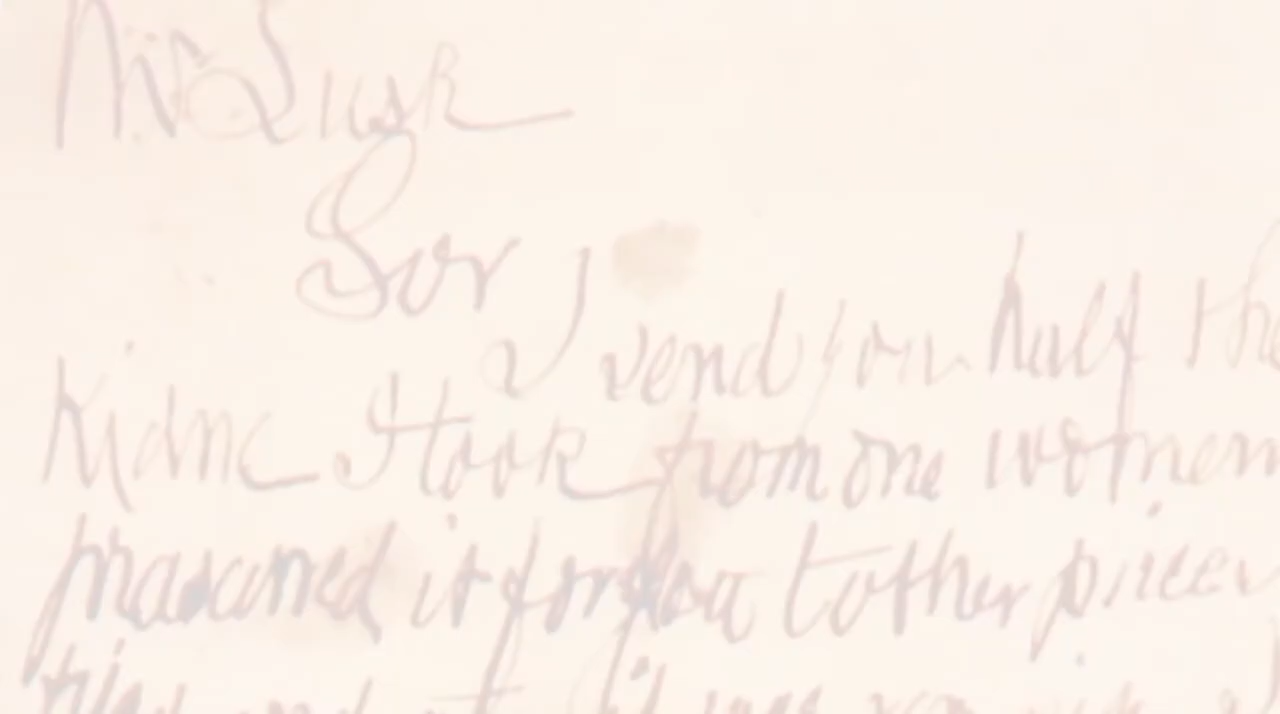 Mr Lusk
Sor
I send you half the
Kidne I took from one women
prasarved it for you tother piece